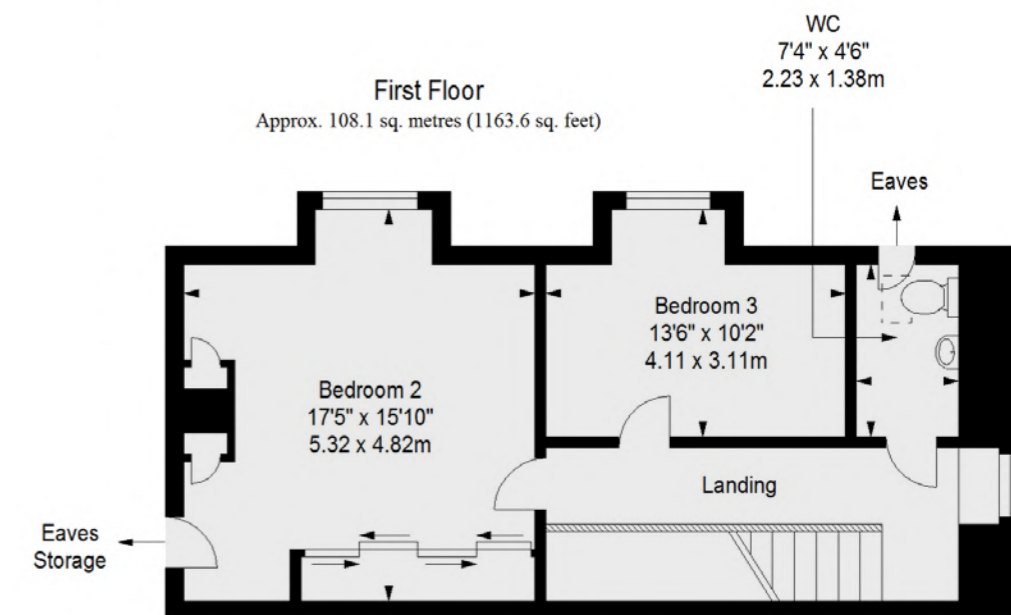 WC
7'4" x 4'6"
2.23 x 1.38m
First Floor
Approx. 108.1 sq. metres (1163.6 sq. feet)
Eaves
Bedroom 3
13'6" x 10'2"
4.11 x 3.11m
Bedroom 2
17'5" x 15'10"
5.32 x 4.82m
Landing
Eaves
Storage